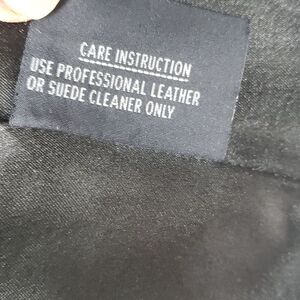 CARE INSTRUCTION
USE PROFESSIONAL LEATHER
OR SUEDE CLEANER ONLY